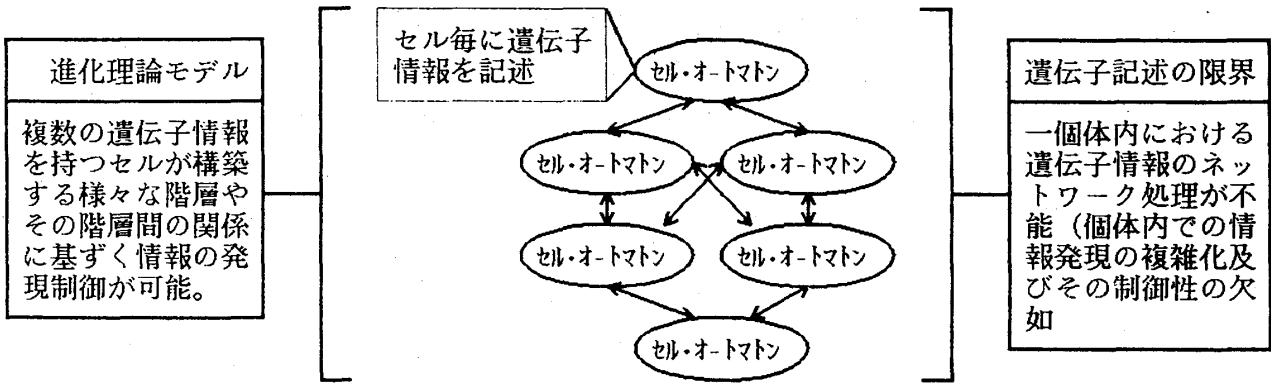 進化理論モデル
複数の遺伝子情報
を持つセルが構築
する様々な階層や
その階層間の関係
に基ずく情報の発
現制御が可能。
セル毎に遺伝子
情報を記述
セル・オートマトン
セル・オートマトン
セル・オートマトン
セル・オートマトン
セル・オートマトン
セル・オートマトン
遺伝子記述の限界
一個体内における
遺伝子情報のネッ
トワーク処理が不
能（個体内での情
報発現の複雑化及
びその制御性の欠
如